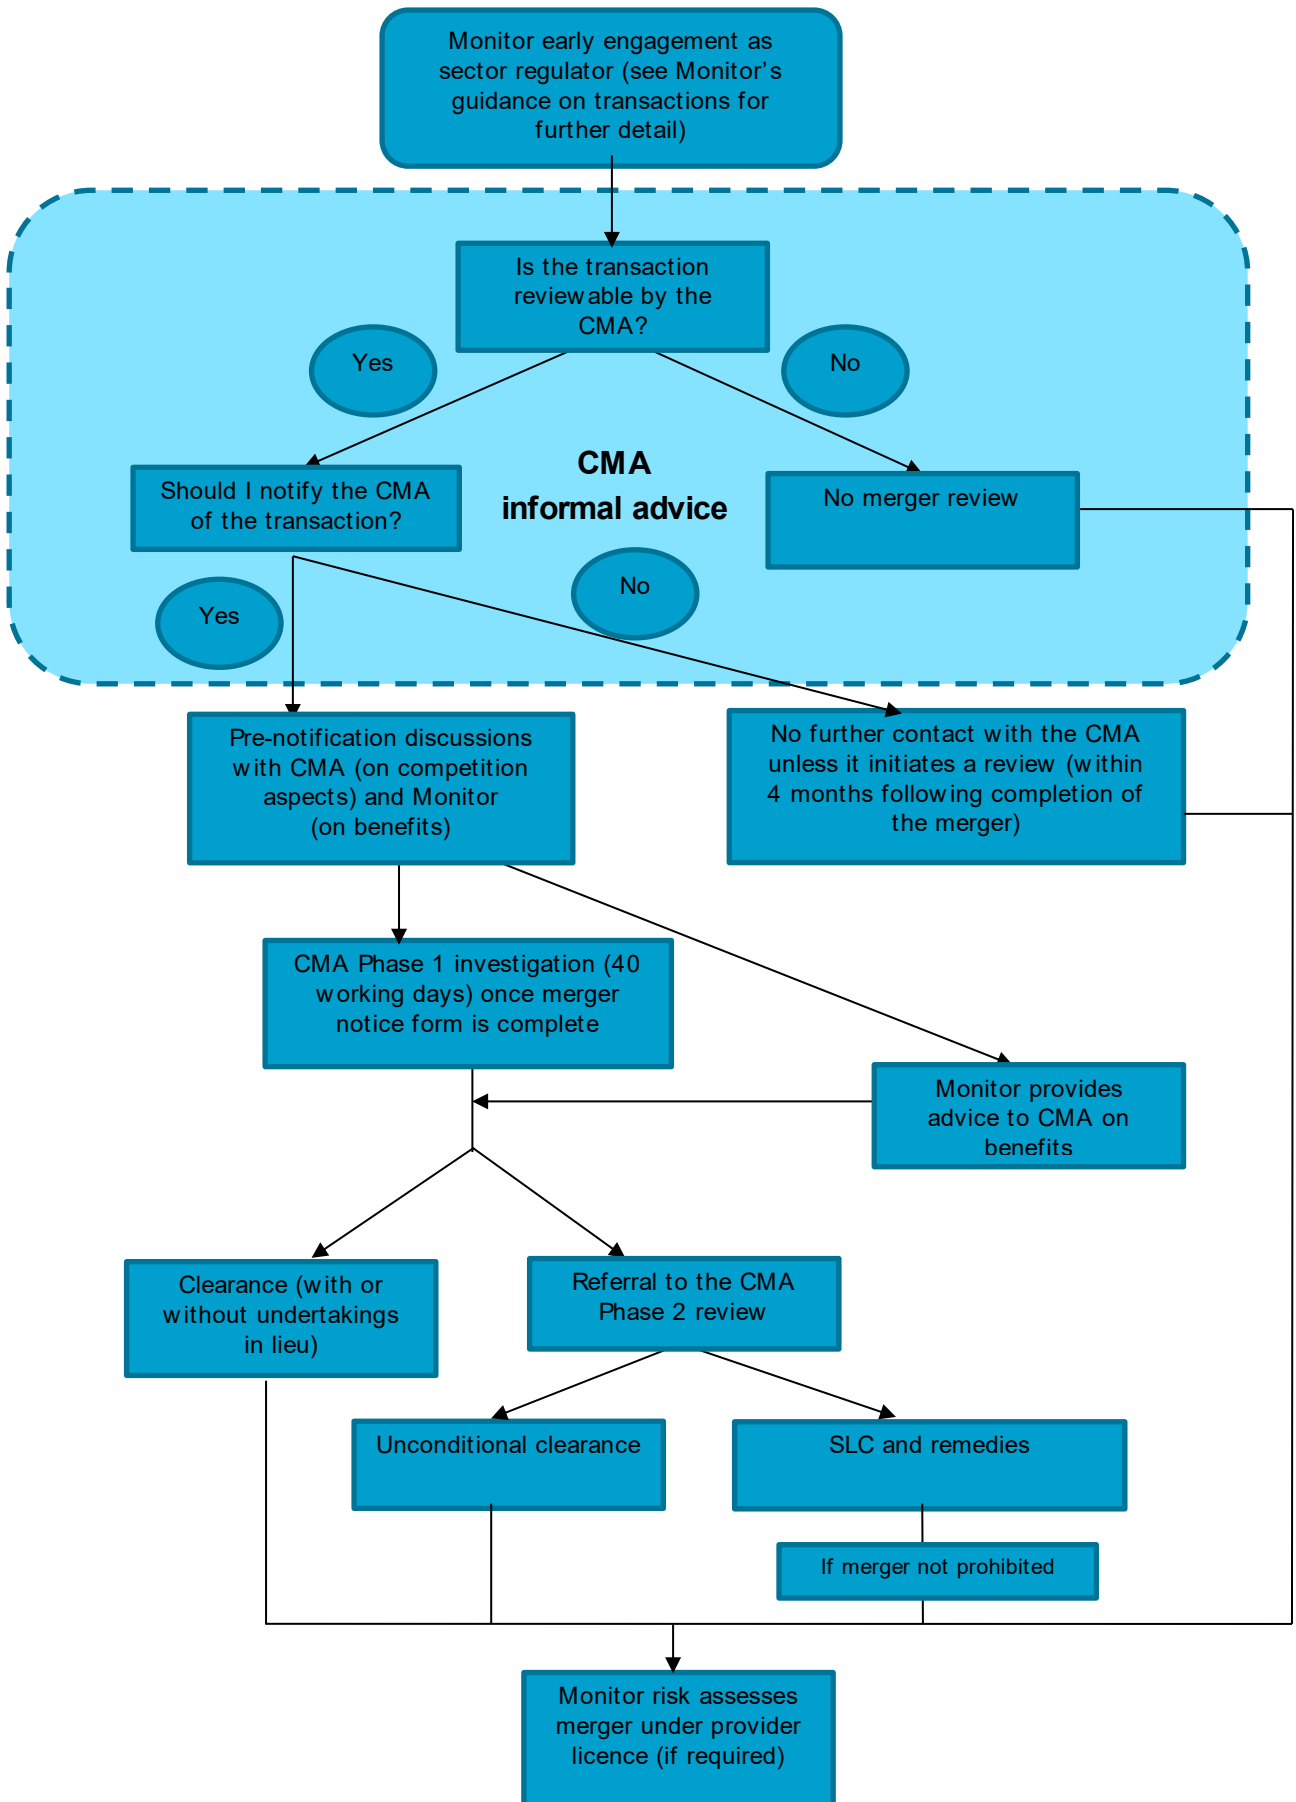 Monitor early engagement as
sector regulator (see Monitor's
guidance on transactions for
further detail)
Is the transaction
reviewable by the
CMA?
Yes
No
CMA
informal advice
Should I notify the CMA
of the transaction?
No merger review
Yes
No
Pre-notification discussions
with CMA (on competition
aspects) and Monitor
(on benefits)
No further contact with the CMA
unless it initiates a review (within
4 months following completion of
the merger)
CMA Phase 1 investigation (40
working days) once merger
notice form is complete
Monitor provides
advice to CMA on
benefits
Clearance (with or
without undertakings
in lieu)
Referral to the CMA
Phase 2 review
Unconditional clearance
SLC and remedies
If merger not prohibited
Monitor risk assesses
merger under provider
licence (if required)